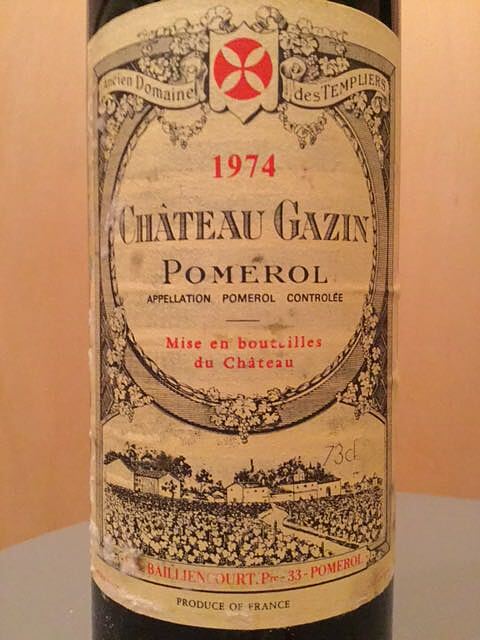 Ancien Domaine des TEMPLIERS
1974
CHÂTEAU GAZIN
POMEROL
APPELLATION POMEROL CONTROLÉE
Mise en bouteilles
du Château
73cl
BAILLIENCOURT, Pre - 33 - POMEROL
PRODUCE OF FRANCE